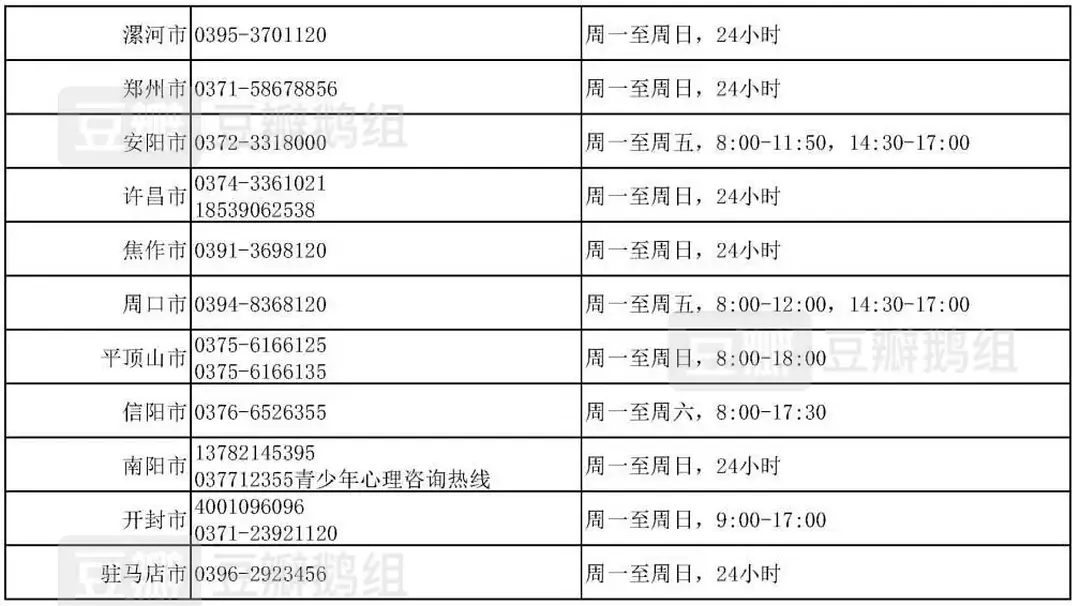 漯河市 0395-3701120 周一至周日，24小时
郑州市 0371-58678856 周一至周日，24小时
安阳市 0372-3318000 周一至周五，8:00-11:50，14:30-17:00
许昌市 0374-3361021 周一至周日，24小时
18539062538
焦作市 0391-3698120 周一至周日，24小时
周口市 0394-8368120 周一至周五，8:00-12:00，14:30-17:00
平顶山市 0375-6166125 周一至周日，8:00-18:00
0375-6166135
信阳市 0376-6526355 周一至周六，8:00-17:30
南阳市 13782145395 周一至周日，24小时
037712355青少年心理咨询热线
开封市 4001096096 周一至周日，9:00-17:00
0371-23921120
驻马店市 0396-2923456 周一至周日，24小时
豆瓣 豆瓣鹅组
豆瓣 豆瓣鹅组
豆瓣 豆瓣鹅组